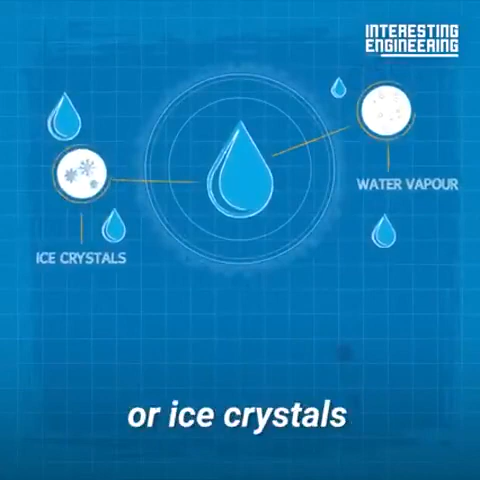 INTERESTING
ENGINEERING
WATER VAPOUR
ICE CRYSTALS
or ice crystals